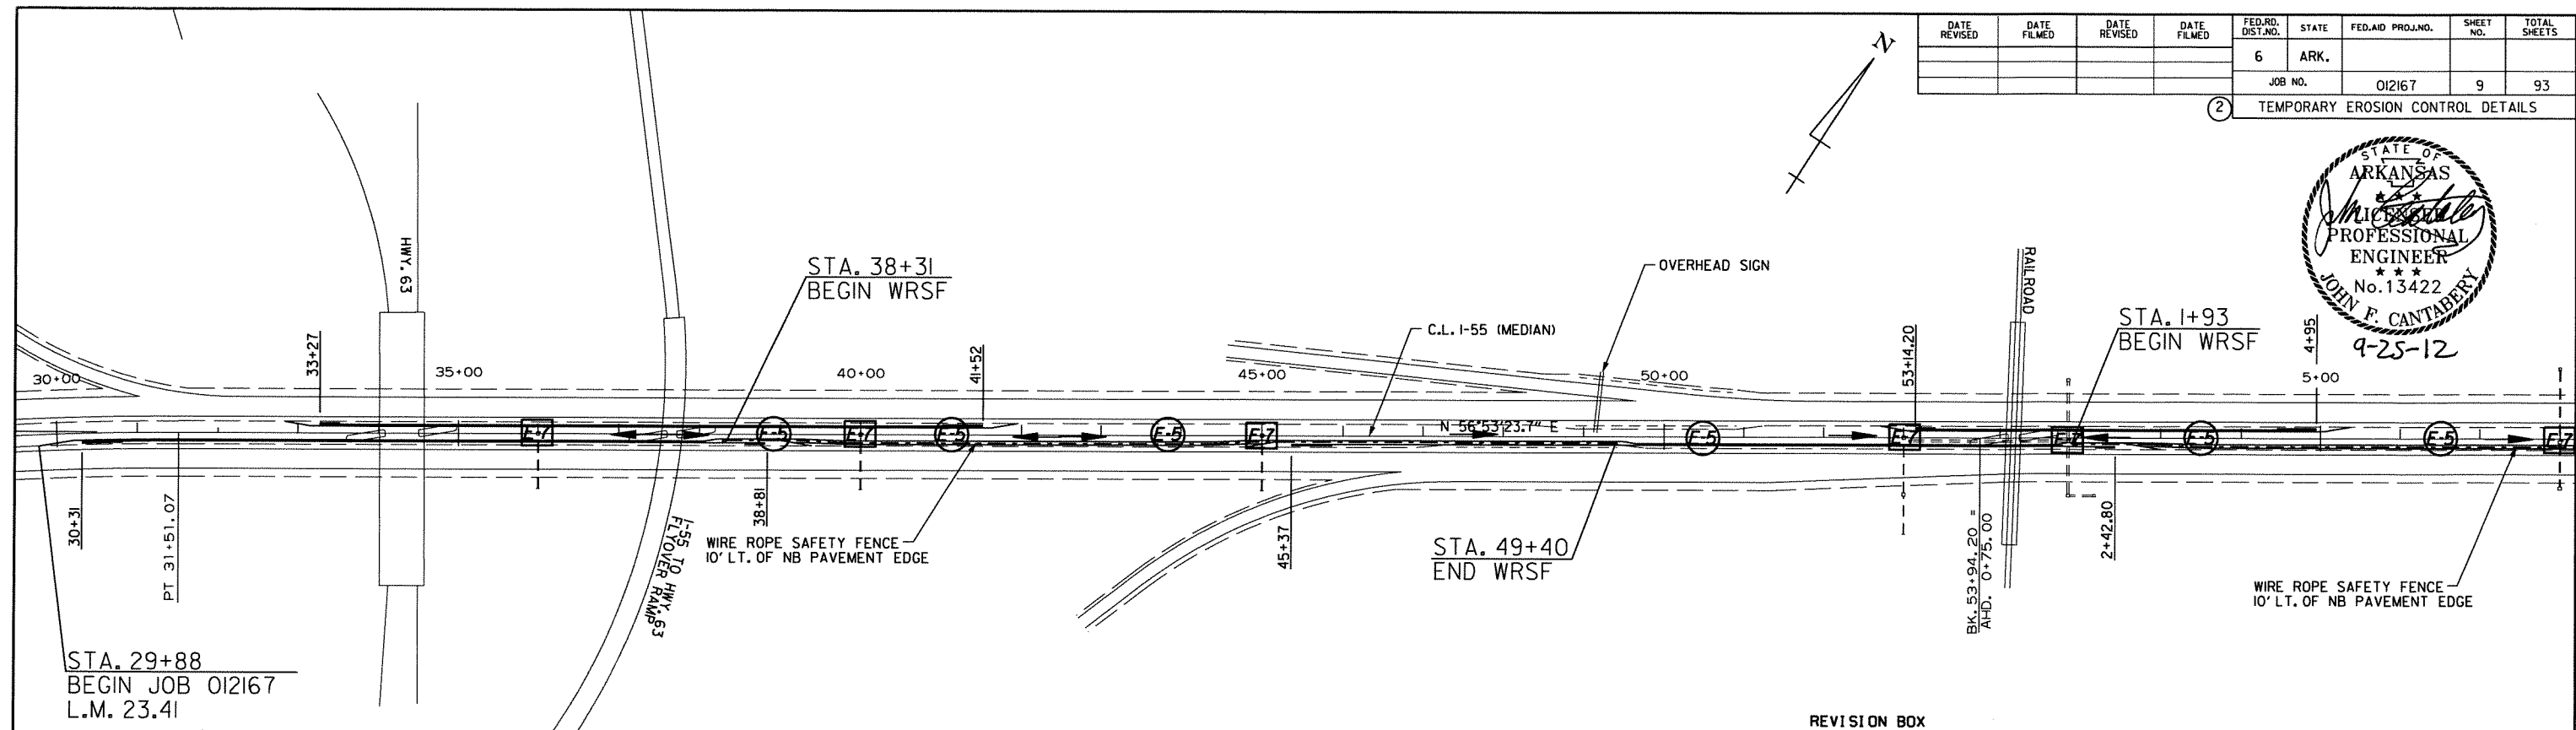 DATE REVISED
DATE FILMED
DATE REVISED
DATE FILMED
FED.RD. DIST.NO.
STATE
FED.AID PROJ.NO.
SHEET NO.
TOTAL SHEETS
6
ARK.
JOB NO.
012167
9
93
2
TEMPORARY EROSION CONTROL DETAILS
N
STATE OF
ARKANSAS
LICENSED
PROFESSIONAL
ENGINEER
No.13422
JOHN F. CANTABERY
9-25-12
HWY. 63
STA. 38+31
BEGIN WRSF
OVERHEAD SIGN
RAILROAD
STA. 1+93
BEGIN WRSF
C.L. I-55 (MEDIAN)
30+00
33+27
35+00
40+00
41+52
45+00
50+00
53+14.20
4+95
5+00
N 56°53'23.7" E
E-7
E-5
E-7
E-5
E-5
E-7
E-5
E-7
E-7
E-5
E-5
E-7
30+31
PT 31+51.07
I-55 TO HWY. 63
FLYOVER RAMP
38+81
WIRE ROPE SAFETY FENCE
10' LT. OF NB PAVEMENT EDGE
45+37
STA. 49+40
END WRSF
BK. 53+94.20 =
AHD. 0+75.00
2+42.80
WIRE ROPE SAFETY FENCE
10' LT. OF NB PAVEMENT EDGE
STA. 29+88
BEGIN JOB 012167
L.M. 23.41
REVISION BOX